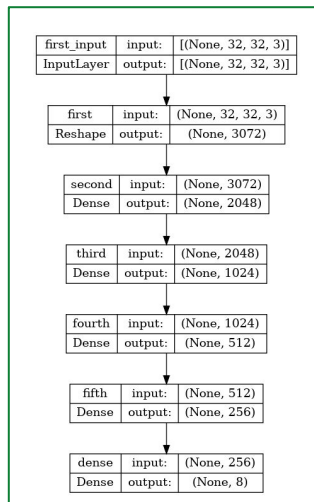 first_input input: [(None, 32, 32, 3)]
InputLayer output: [(None, 32, 32, 3)]
first input: (None, 32, 32, 3)
Reshape output: (None, 3072)
second input: (None, 3072)
Dense output: (None, 2048)
third input: (None, 2048)
Dense output: (None, 1024)
fourth input: (None, 1024)
Dense output: (None, 512)
fifth input: (None, 512)
Dense output: (None, 256)
dense input: (None, 256)
Dense output: (None, 8)